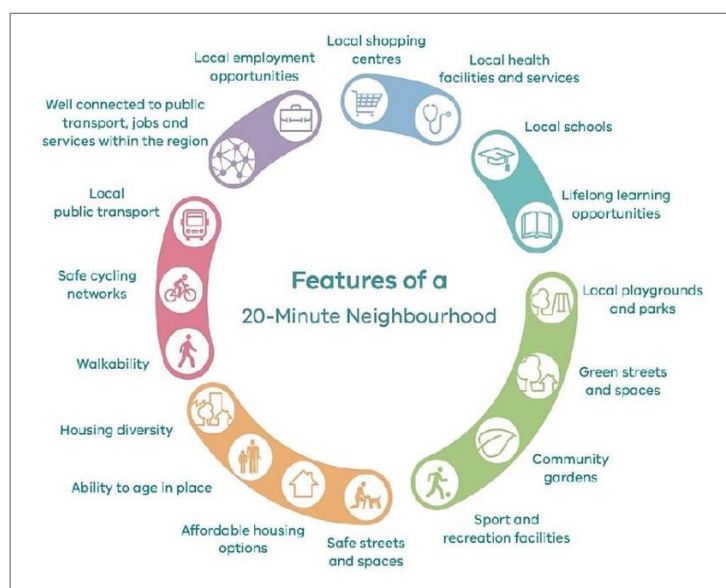 Features of a
20-Minute Neighbourhood
Local shopping
centres
Local health
facilities and services
Local schools
Lifelong learning
opportunities
Local playgrounds
and parks
Green streets
and spaces
Community
gardens
Sport and
recreation facilities
Safe streets
and spaces
Affordable housing
options
Ability to age in place
Housing diversity
Walkability
Safe cycling
networks
Local
public transport
Well connected to public
transport, jobs and
services within the region
Local employment
opportunities